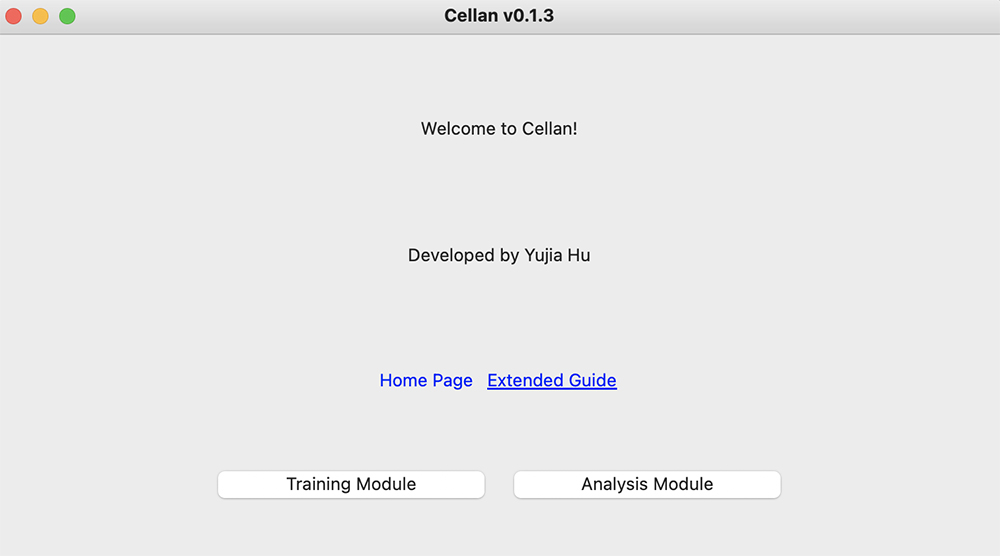 Cellan v0.1.3
Welcome to Cellan!
Developed by Yujia Hu
Home Page Extended Guide
Training Module Analysis Module